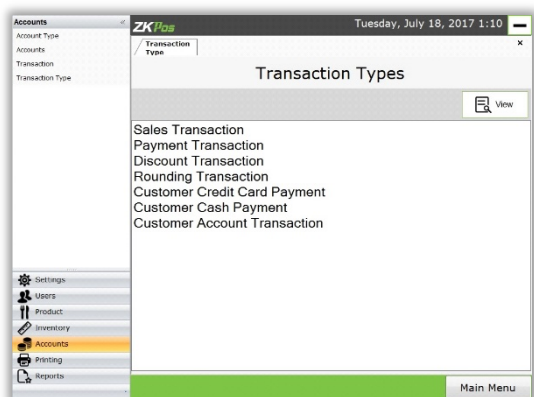 Accounts «
Account Type
Accounts
Transaction
Transaction Type
Settings
Users
Product
Inventory
Accounts
Printing
Reports
ZKPos
Tuesday, July 18, 2017 1:10
Transaction
Type
×
Transaction Types
View
Sales Transaction
Payment Transaction
Discount Transaction
Rounding Transaction
Customer Credit Card Payment
Customer Cash Payment
Customer Account Transaction
Main Menu